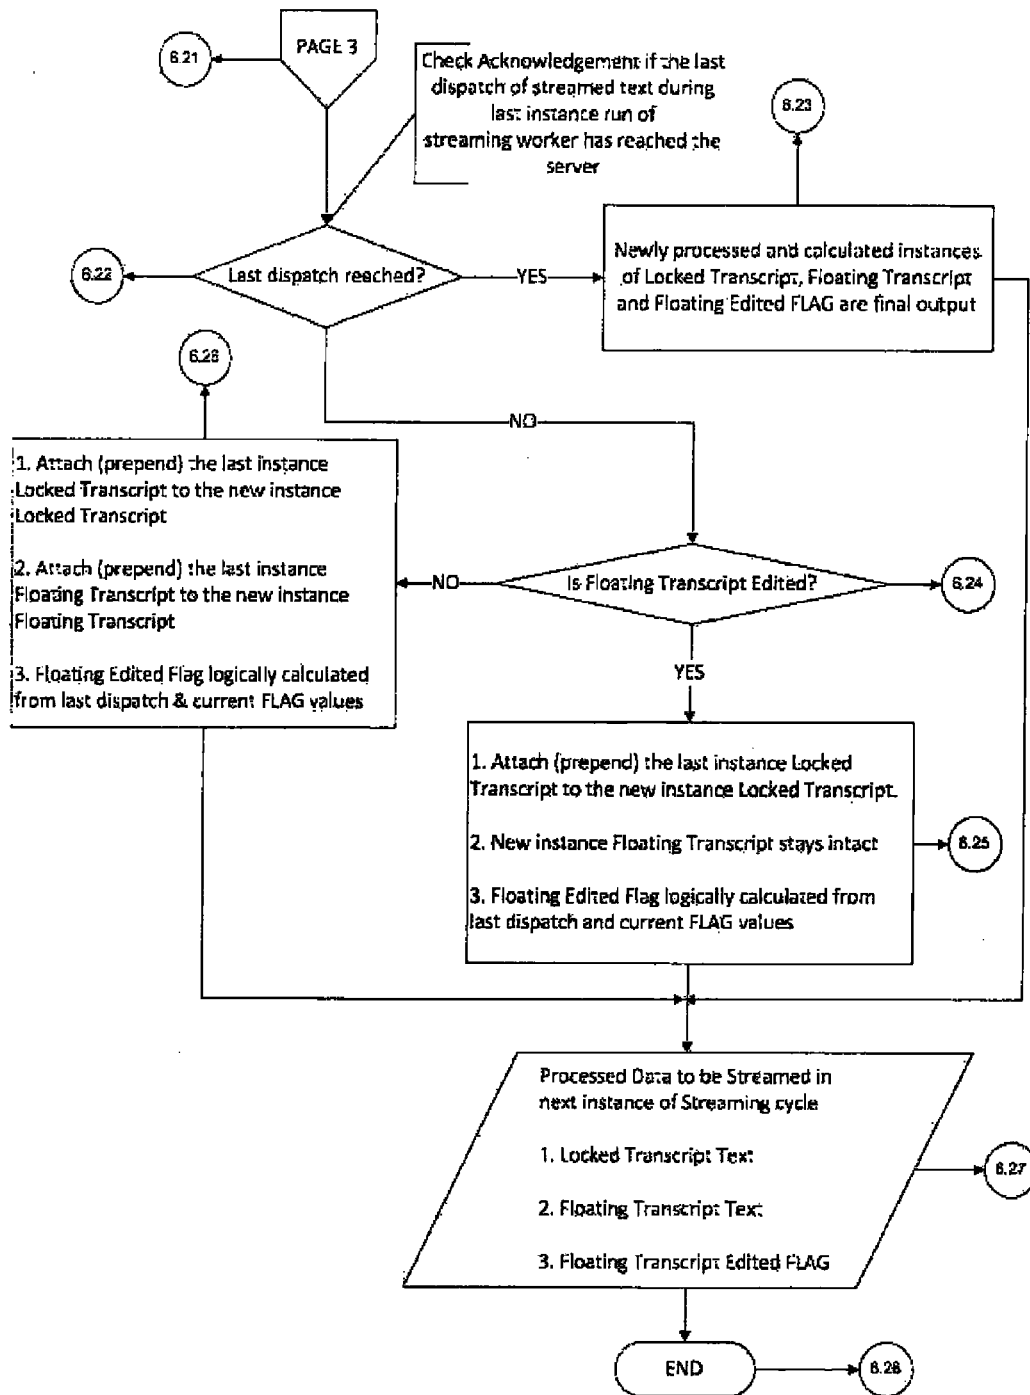 PAGE 3
6.21
Check Acknowledgement if the last
dispatch of streamed text during
last instance run of
streaming worker has reached the
server
6.23
6.22
Last dispatch reached?
YES
Newly processed and calculated instances
of Locked Transcript, Floating Transcript
and Floating Edited FLAG are final output
6.26
NO
1. Attach (prepend) the last instance
Locked Transcript to the new instance
Locked Transcript
2. Attach (prepend) the last instance
Floating Transcript to the new instance
Floating Transcript
3. Floating Edited Flag logically calculated
from last dispatch & current FLAG values
NO
Is Floating Transcript Edited?
6.24
YES
1. Attach (prepend) the last instance Locked
Transcript to the new instance Locked Transcript.
2. New instance Floating Transcript stays intact
3. Floating Edited Flag logically calculated from
last dispatch and current FLAG values
6.25
Processed Data to be Streamed in
next instance of Streaming cycle
1. Locked Transcript Text
2. Floating Transcript Text
3. Floating Transcript Edited FLAG
6.27
END
6.28